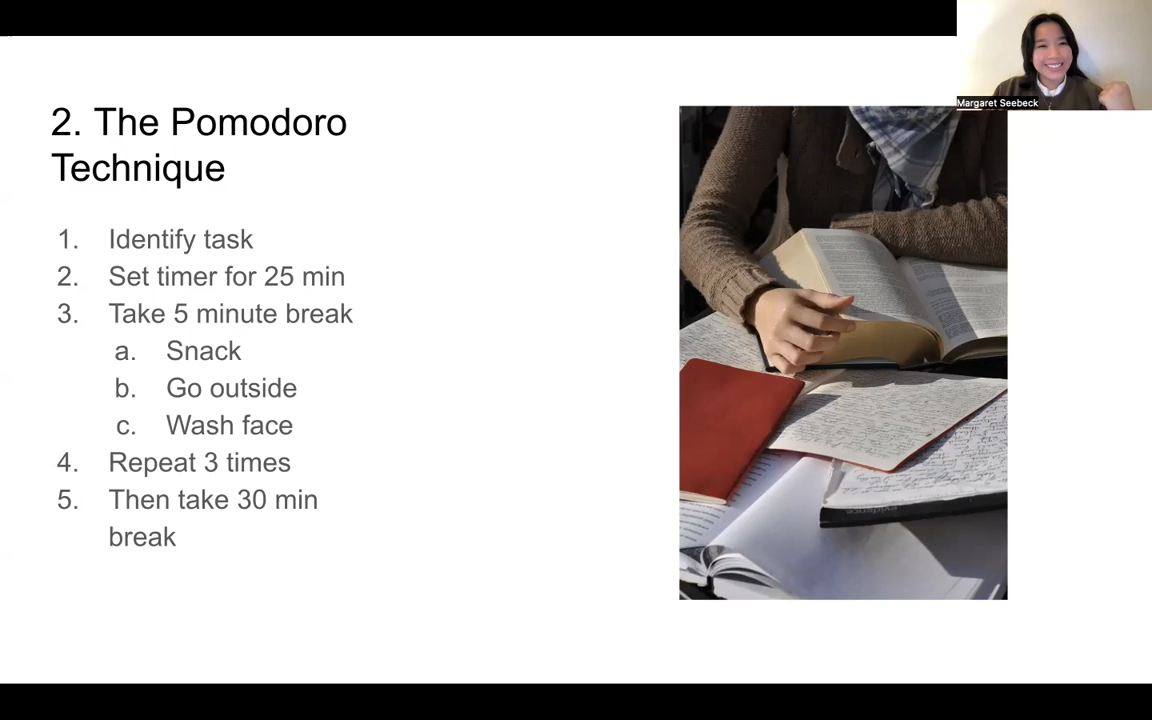 2. The Pomodoro
Technique
1. Identify task
2. Set timer for 25 min
3. Take 5 minute break
a. Snack
b. Go outside
c. Wash face
4. Repeat 3 times
5. Then take 30 min
break
Margaret Seebeck
evidence